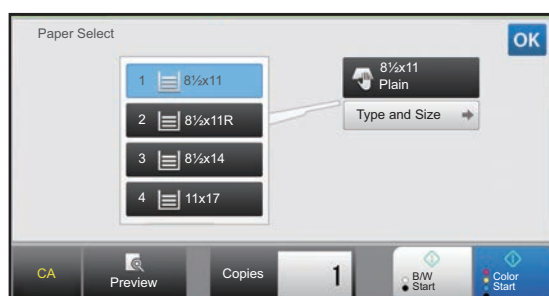 Paper Select
OK
1 8½x11
2 8½x11R
3 8½x14
4 11x17
8½x11
Plain
Type and Size
CA
Preview
Copies
1
B/W
Start
Color
Start